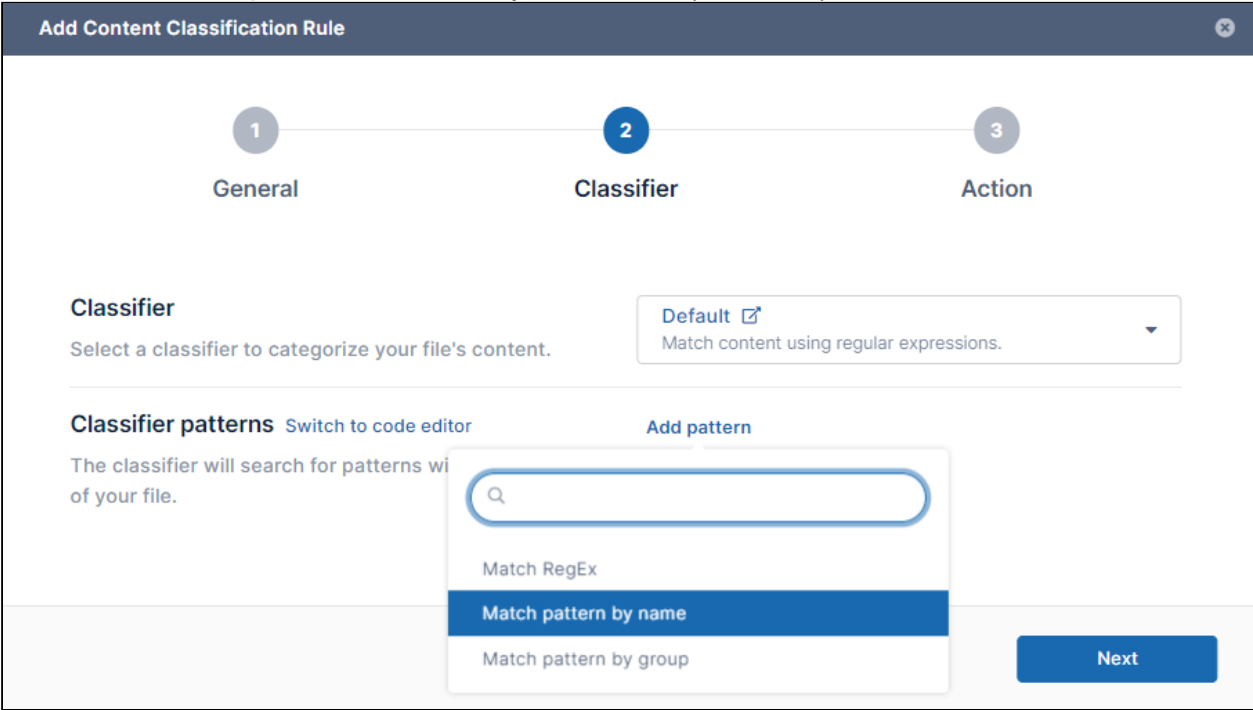 Add Content Classification Rule
1
2
3
General
Classifier
Action
Classifier
Select a classifier to categorize your file's content.
Default
Match content using regular expressions.
Classifier patterns Switch to code editor
Add pattern
The classifier will search for patterns wi
of your file.
Match RegEx
Match pattern by name
Match pattern by group
Next